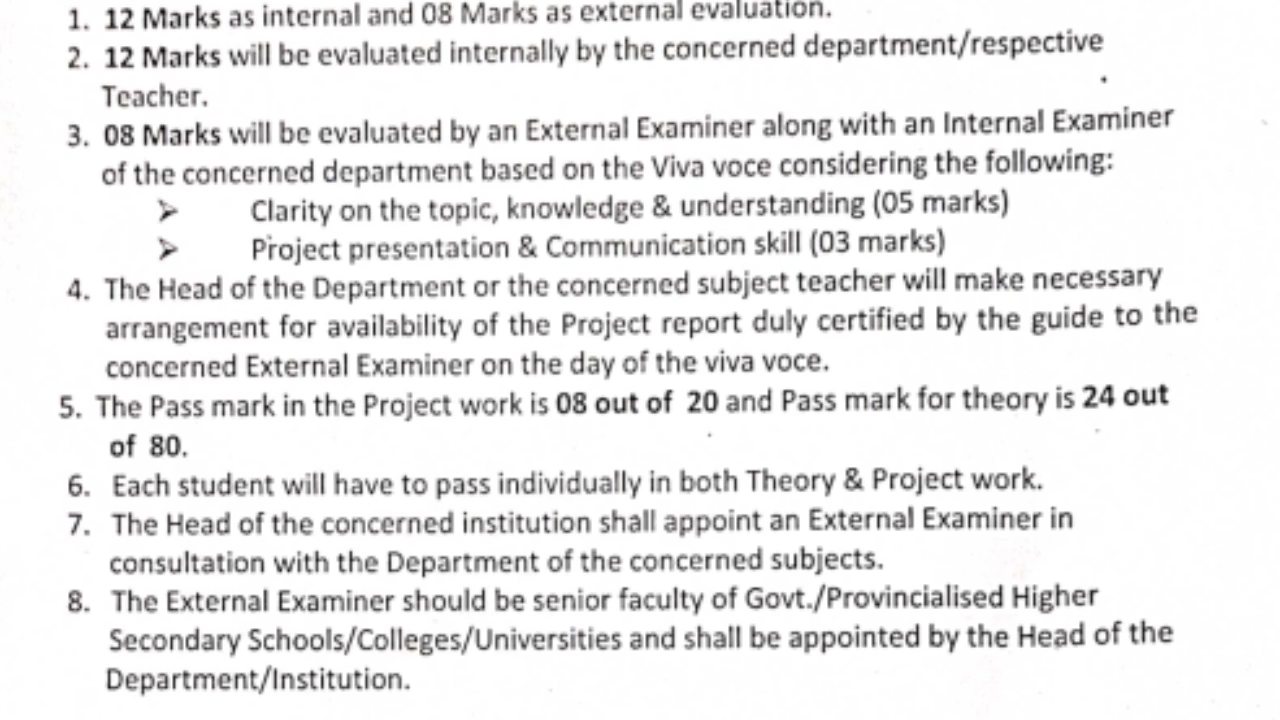 1. 12 Marks as internal and 08 Marks as external evaluation.
2. 12 Marks will be evaluated internally by the concerned department/respective
Teacher.
3. 08 Marks will be evaluated by an External Examiner along with an Internal Examiner
of the concerned department based on the Viva voce considering the following:
➢ Clarity on the topic, knowledge & understanding (05 marks)
➢ Project presentation & Communication skill (03 marks)
4. The Head of the Department or the concerned subject teacher will make necessary
arrangement for availability of the Project report duly certified by the guide to the
concerned External Examiner on the day of the viva voce.
5. The Pass mark in the Project work is 08 out of 20 and Pass mark for theory is 24 out
of 80.
6. Each student will have to pass individually in both Theory & Project work.
7. The Head of the concerned institution shall appoint an External Examiner in
consultation with the Department of the concerned subjects.
8. The External Examiner should be senior faculty of Govt./Provincialised Higher
Secondary Schools/Colleges/Universities and shall be appointed by the Head of the
Department/Institution.